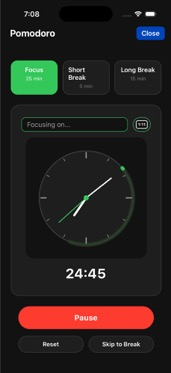 7:08
Pomodoro
Close
Focus
25 min
Short
Break
5 min
Long Break
15 min
Focusing on...
24:45
Pause
Reset
Skip to Break